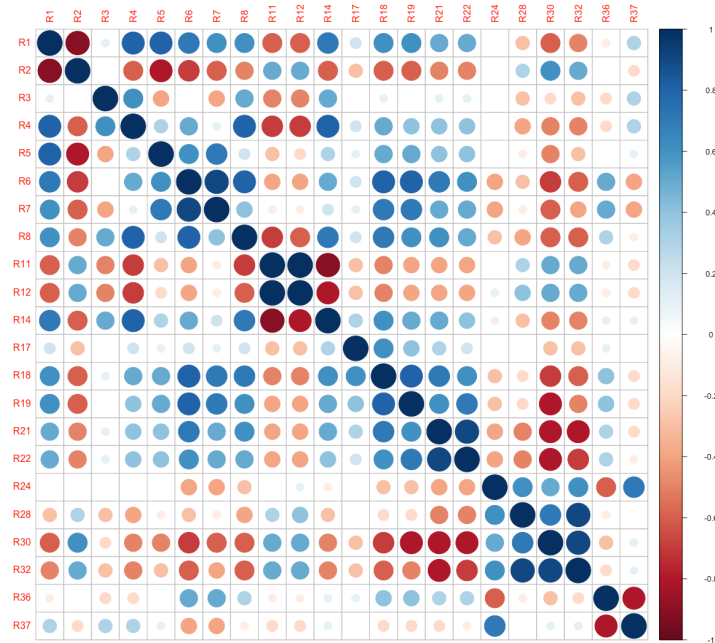 R1 R2 R3 R4 R5 R6 R7 R8 R11 R12 R14 R17 R18 R19 R21 R22 R24 R28 R30 R32 R36 R37
1
R1
R2
0.8
R3
R4
0.6
R5
R6
0.4
R7
R8
0.2
R11
R12
0
R14
R17
-0.2
R18
R19
-0.4
R21
R22
R24
-0.6
R28
R30
-0.8
R32
R36
R37
-1